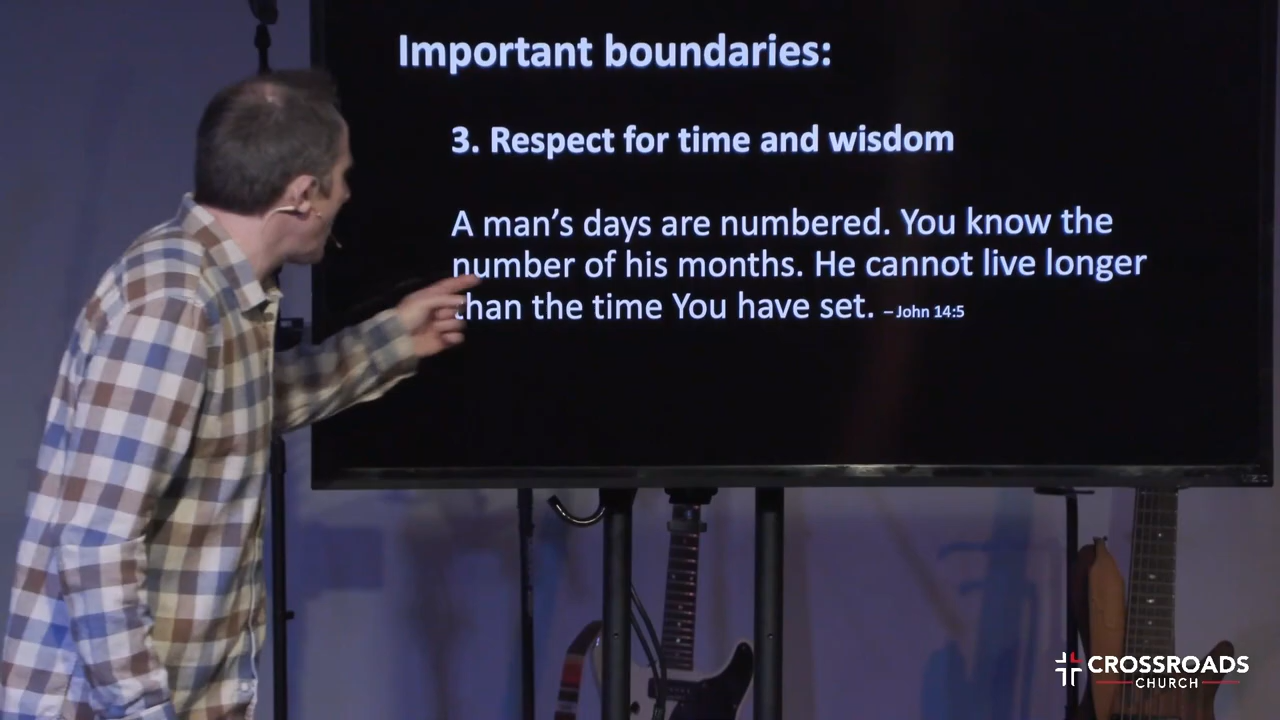 Important boundaries:
3. Respect for time and wisdom
A man’s days are numbered. You know the
number of his months. He cannot live longer
than the time You have set. – John 14:5
CROSSROADS
CHURCH